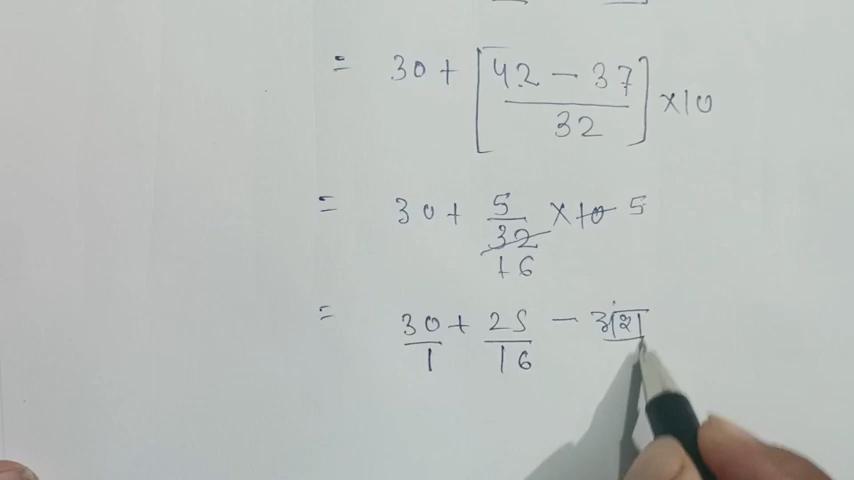 = 30 + [ 42 - 37 / 32 ] × 10
= 30 + 5 / 32 × 10 5
16
= 30 / 1 + 25 / 16 -